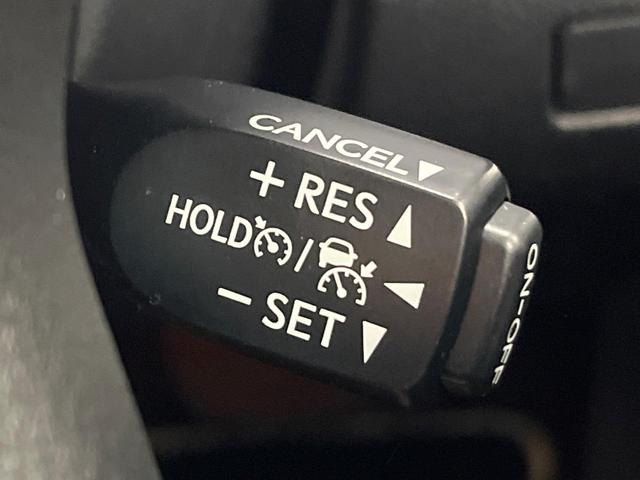 CANCEL▼
+ RES ▲
HOLD / ◀
− SET ▼
ON-OFF